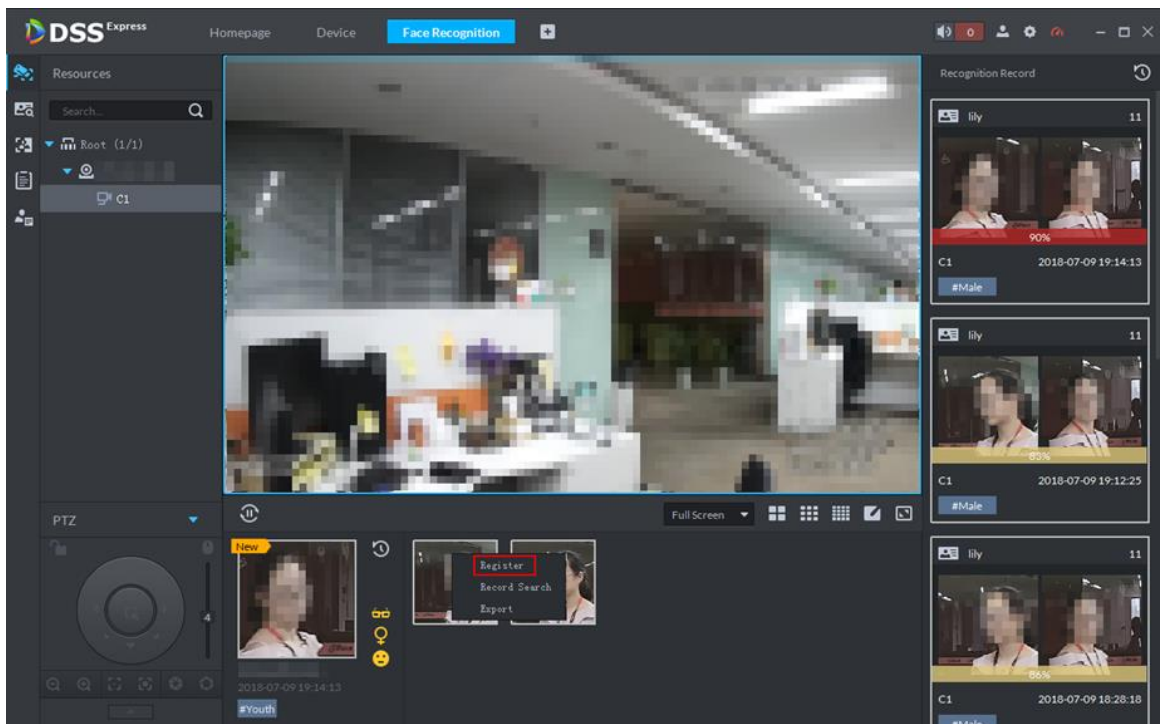 DSS Express
Homepage
Device
Face Recognition
0
Resources
Search...
Root (1/1)
C1
PTZ
4
Full Screen
New
Register
Record Search
Export
2018-07-09 19:14:13
#Youth
Recognition Record
lily 11
90%
C1 2018-07-09 19:14:13
#Male
lily 11
83%
C1 2018-07-09 19:12:25
#Male
lily 11
86%
C1 2018-07-09 18:28:18
#Male